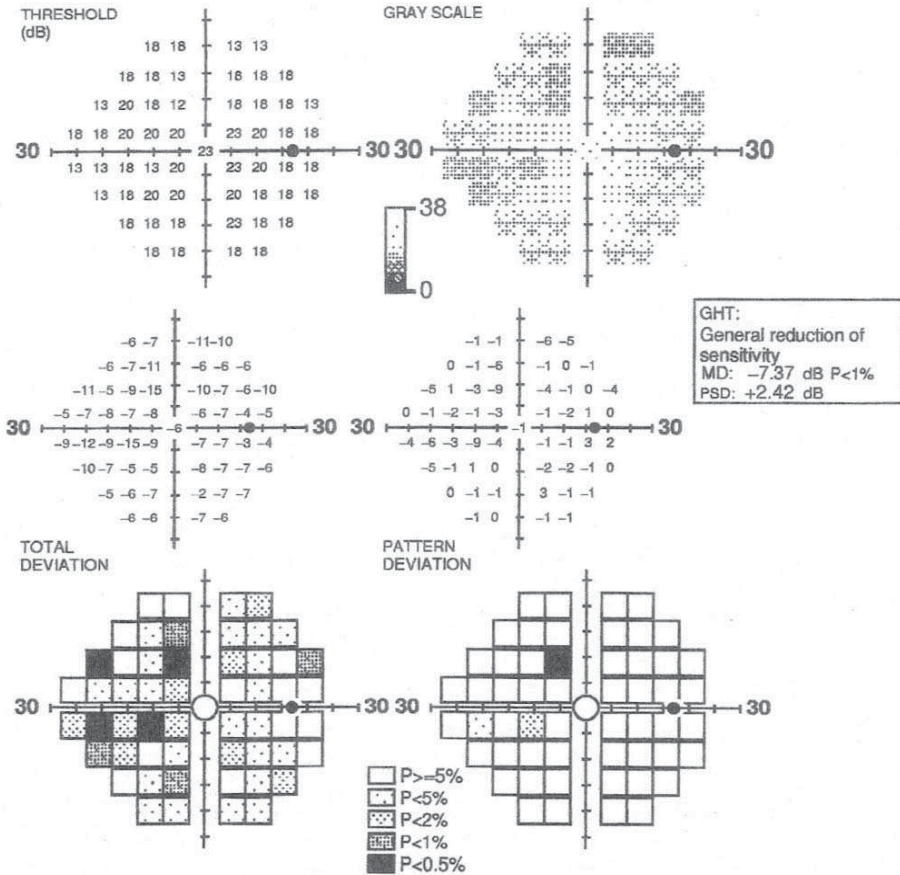 THRESHOLD
(dB)
GRAY SCALE
18 18 13 13
18 18 13 18 18 18
13 20 18 12 18 18 18 13
18 18 20 20 20 23 20 18 18
30 23 30 30 30
13 13 18 13 20 23 20 18 18
13 18 20 20 20 18 18 18
18 18 18 23 18 18
18 18 18 18
38
0
GHT:
General reduction of
sensitivity
MD: −7.37 dB P<1%
PSD: +2.42 dB
−6 −7 −11 −10
−6 −7 −11 −6 −6 −6
−11 −5 −9 −15 −10 −7 −6 −10
−5 −7 −8 −7 −8 −6 −7 −4 −5
30 −6 30
−9 −12 −9 −15 −9 −7 −7 −3 −4
−10 −7 −5 −5 −8 −7 −7 −6
−5 −6 −7 −2 −7 −7
−6 −6 −7 −6
−1 −1 −6 −5
0 −1 −6 −1 0 −1
−5 1 −3 −9 −4 −1 0 −4
0 −1 −2 −1 −3 −1 −2 1 0
30 −1 30
−4 −6 −3 −9 −4 −1 −1 3 2
−5 −1 1 0 −2 −2 −1 0
0 −1 −1 3 −1 −1
−1 0 −1 −1
TOTAL
DEVIATION
PATTERN
DEVIATION
30 30 30 30
P>=5%
P<5%
P<2%
P<1%
P<0.5%